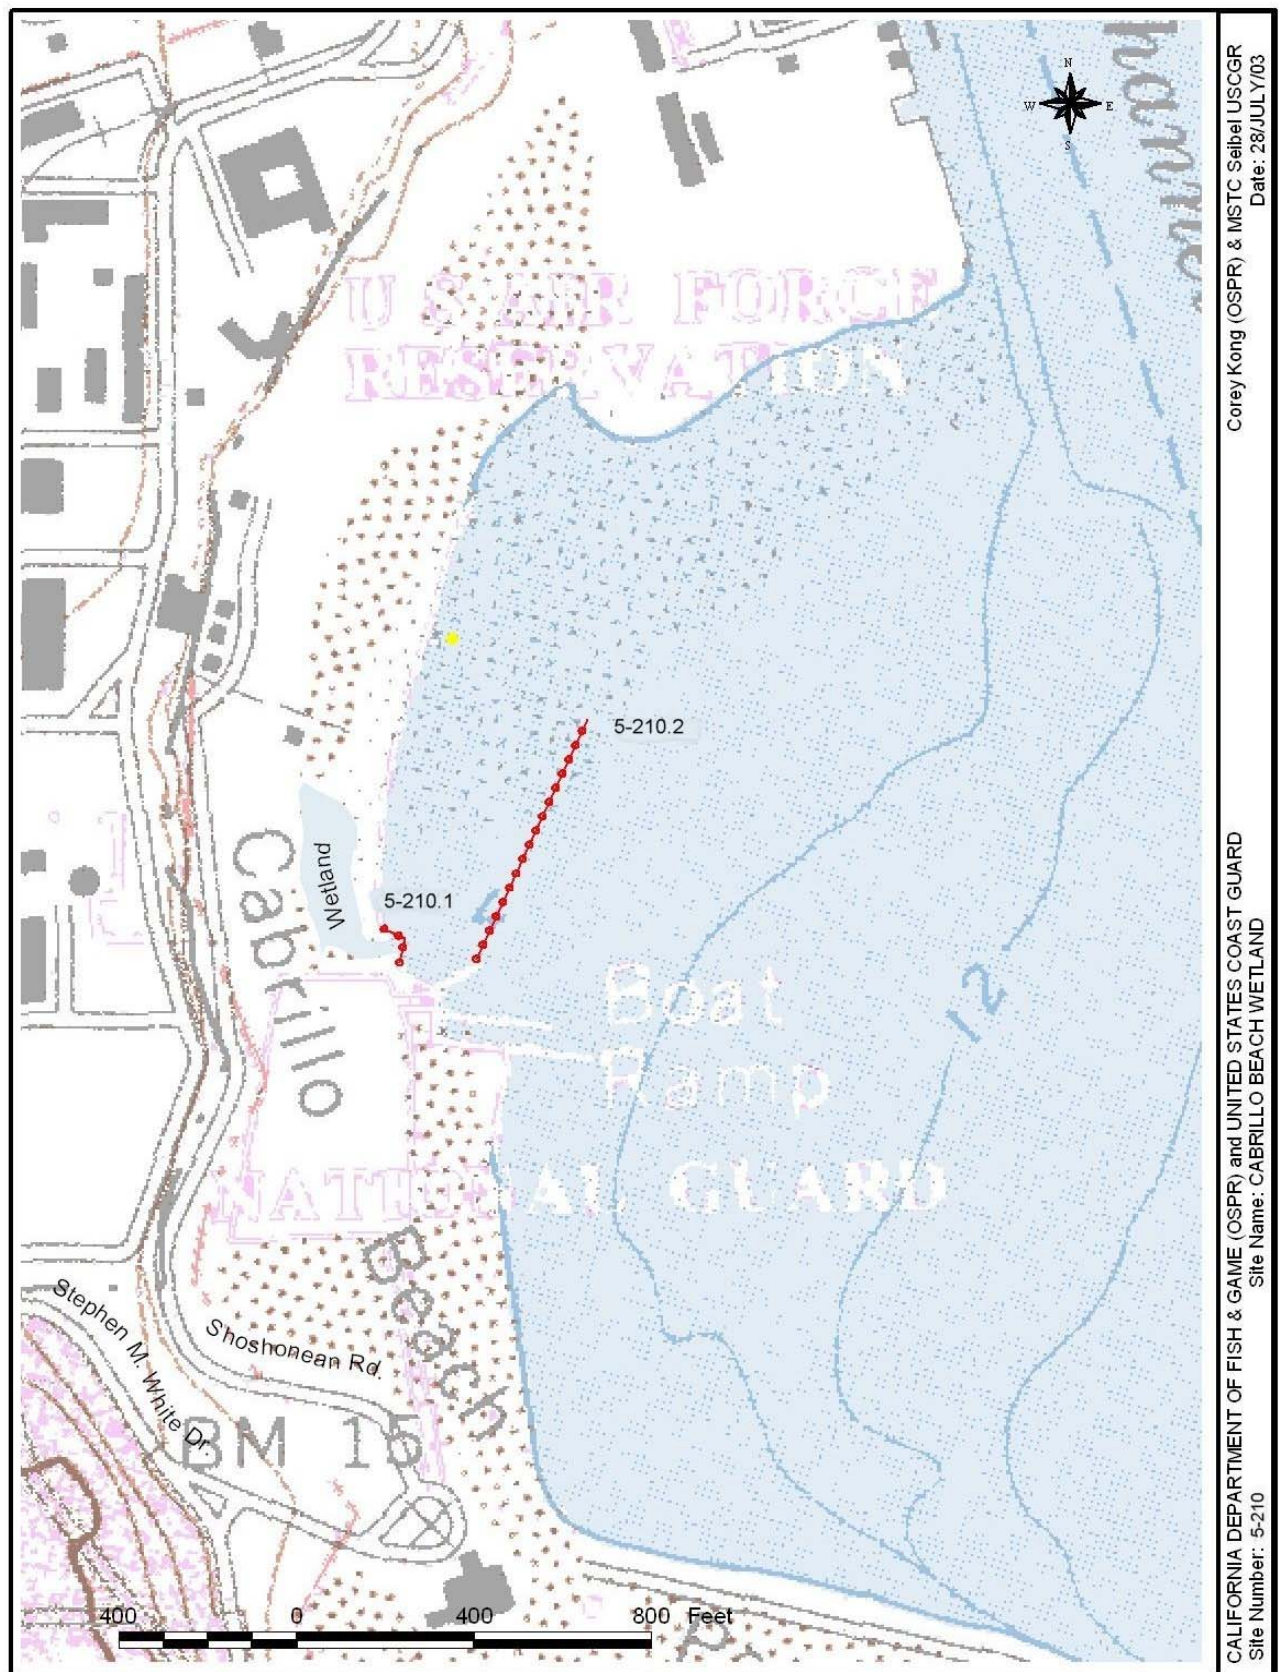 N
W E
S
hanne
U S AIR FORCE
RESERVATION
5-210.2
5-210.1
Wetland
Cabrillo
Beach
Boat
Ramp
12
NATIONAL GUARD
Stephen M. White Dr.
Shoshonean Rd.
BM 15
400 0 400 800 Feet
Corey Kong (OSPR) & MSTC Seibel USCGR
Date: 28/JULY/03
CALIFORNIA DEPARTMENT OF FISH & GAME (OSPR) and UNITED STATES COAST GUARD
Site Number: 5-210 Site Name: CABRILLO BEACH WETLAND